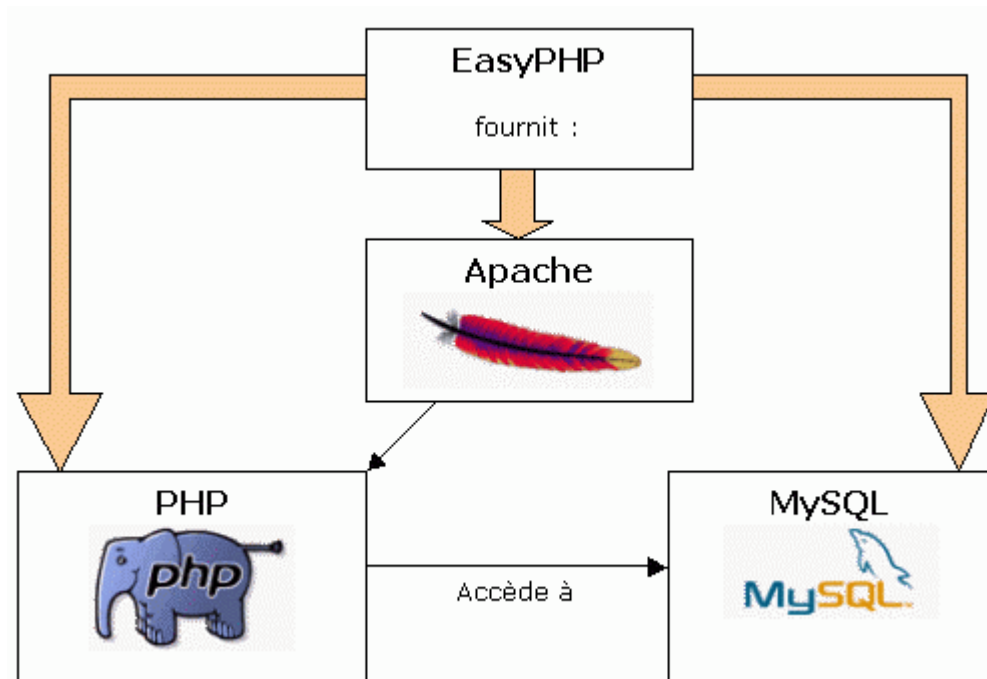 EasyPHP
fournit :
Apache
PHP
php
Accède à
MySQL
MySQL